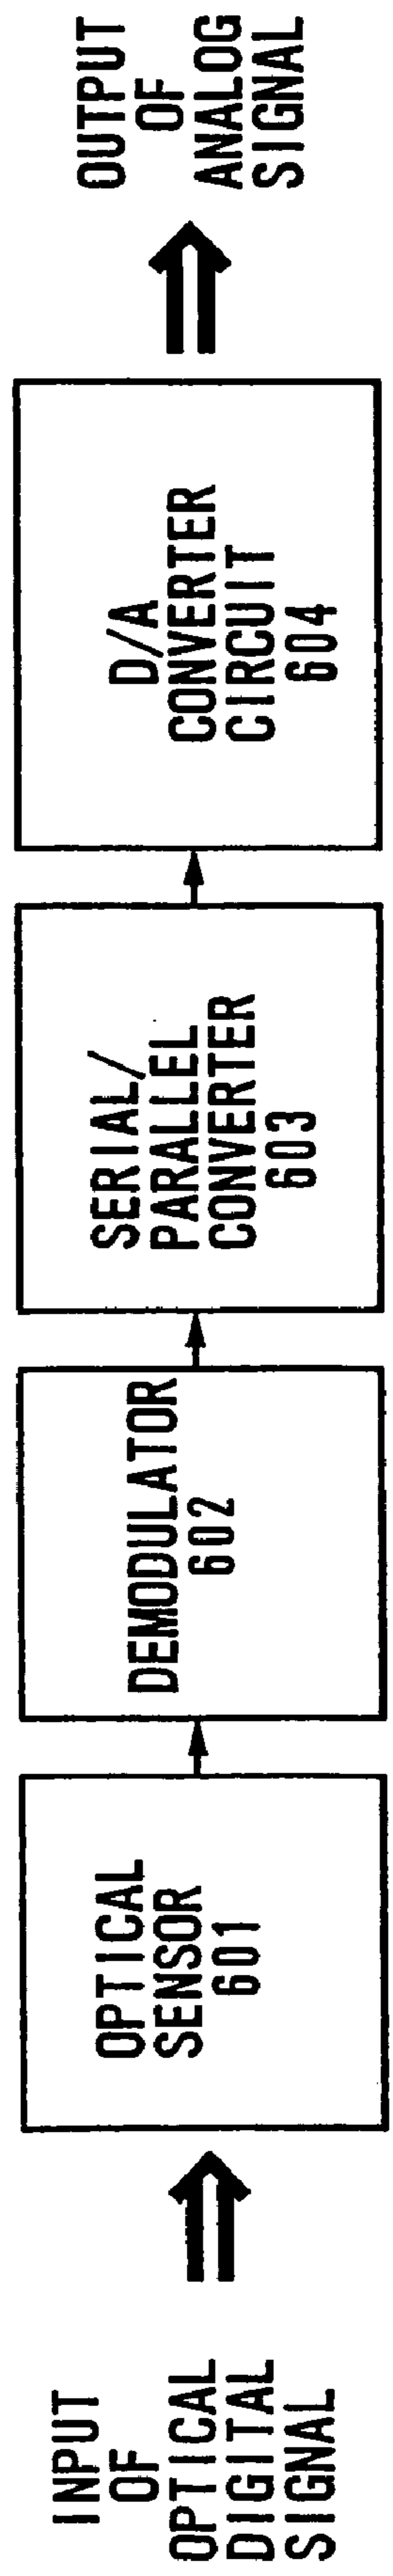 INPUT
OF
OPTICAL
DIGITAL
SIGNAL
OPTICAL
SENSOR
601
DEMODULATOR
602
SERIAL/
PARALLEL
CONVERTER
603
D/A
CONVERTER
CIRCUIT
604
OUTPUT
OF
ANALOG
SIGNAL